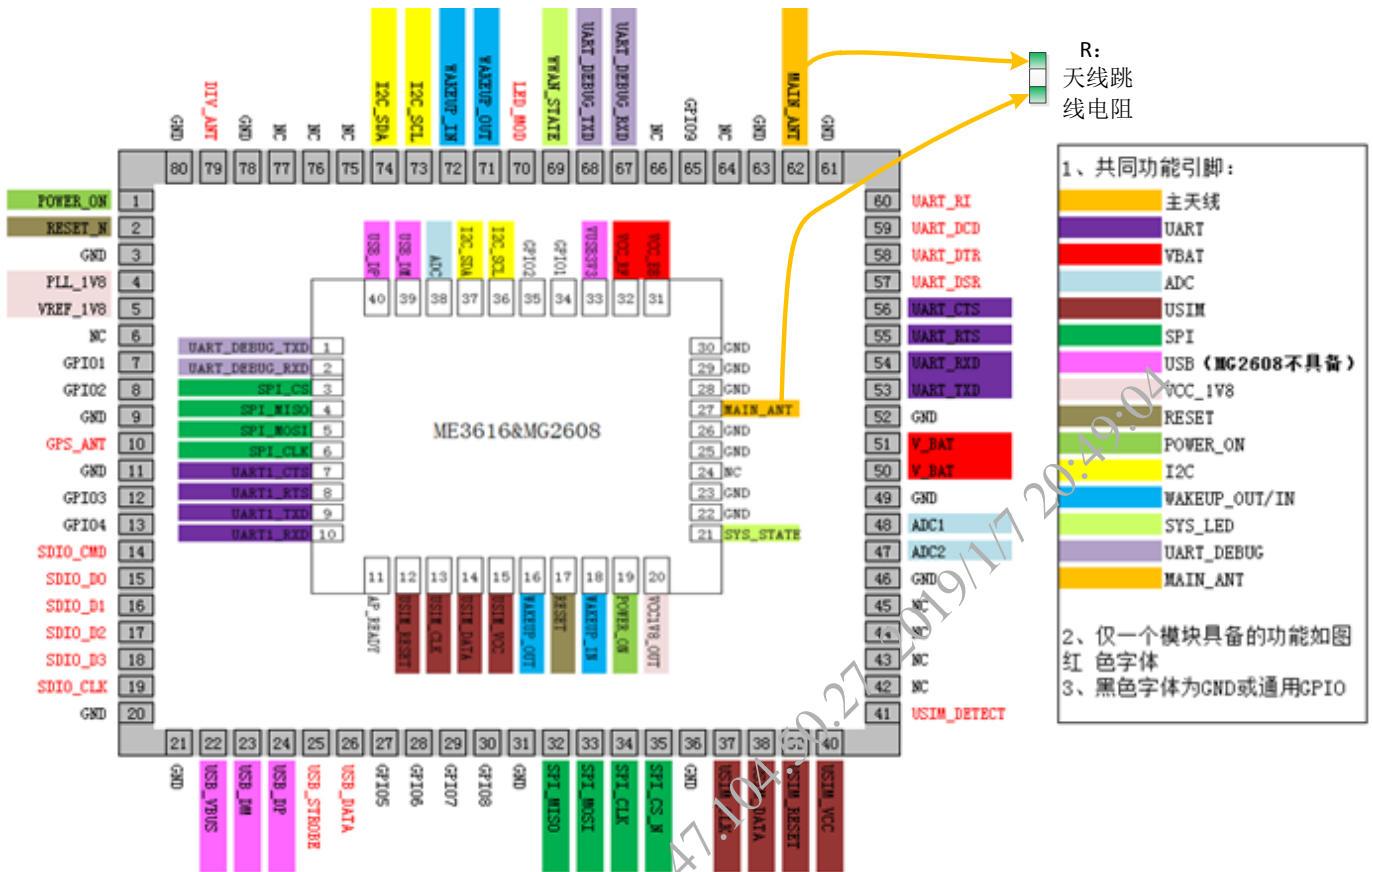 R:
天线跳
线电阻
GND
DIV_ANT
GND
NC
NC
NC
I2C_SDA
I2C_SCL
WAKEUP_IN
WAKEUP_OUT
LED_MOD
WWAN_STATE
UART_DEBUG_TXD
UART_DEBUG_RXD
NC
GPIO9
NC
GND
MAIN_ANT
GND
80 79 78 77 76 75 74 73 72 71 70 69 68 67 66 65 64 63 62 61
POWER_ON 1
RESET_N 2
GND 3
PLL_1V8 4
VREF_1V8 5
NC 6
GPIO1 7
GPIO2 8
GND 9
GPS_ANT 10
GND 11
GPIO3 12
GPIO4 13
SDIO_CMD 14
SDIO_D0 15
SDIO_D1 16
SDIO_D2 17
SDIO_D3 18
SDIO_CLK 19
GND 20
USB_DP
USB_DM
ADC
I2C_SDA
I2C_SCL
GPIO2
GPIO1
VUSB3V3
VCC_RF
VCC_BB
40 39 38 37 36 35 34 33 32 31
UART_DEBUG_TXD 1
UART_DEBUG_RXD 2
SPI_CS 3
SPI_MISO 4
SPI_MOSI 5
SPI_CLK 6
UART1_CTS 7
UART1_RTS 8
UART1_TXD 9
UART1_RXD 10
ME3616&MG2608
30 GND
29 GND
28 GND
27 MAIN_ANT
26 GND
25 GND
24 NC
23 GND
22 GND
21 SYS_STATE
11 12 13 14 15 16 17 18 19 20
AP_READY
USIM_RESET
USIM_CLK
USIM_DATA
USIM_VCC
WAKEUP_OUT
RESET
WAKEUP_IN
POWER_ON
VCC1V8_OUT
60 UART_RI
59 UART_DCD
58 UART_DTR
57 UART_DSR
56 UART_CTS
55 UART_RTS
54 UART_RXD
53 UART_TXD
52 GND
51 V_BAT
50 V_BAT
49 GND
48 ADC1
47 ADC2
46 GND
45 NC
44 NC
43 NC
42 NC
41 USIM_DETECT
21 22 23 24 25 26 27 28 29 30 31 32 33 34 35 36 37 38 39 40
GND
USB_VBUS
USB_DM
USB_DP
USB_STROBE
USB_DATA
GPIO5
GPIO6
GPIO7
GPIO8
GND
SPI_MISO
SPI_MOSI
SPI_CLK
SPI_CS_N
GND
USIM_CLK
USIM_DATA
USIM_RESET
USIM_VCC
1、共同功能引脚:
主天线
UART
VBAT
ADC
USIM
SPI
USB(MG2608不具备)
VCC_1V8
RESET
POWER_ON
I2C
WAKEUP_OUT/IN
SYS_LED
UART_DEBUG
MAIN_ANT
2、仅一个模块具备的功能如图
红 色字体
3、黑色字体为GND或通用GPIO
47.104.90.27 2019/1/7 20:49:04